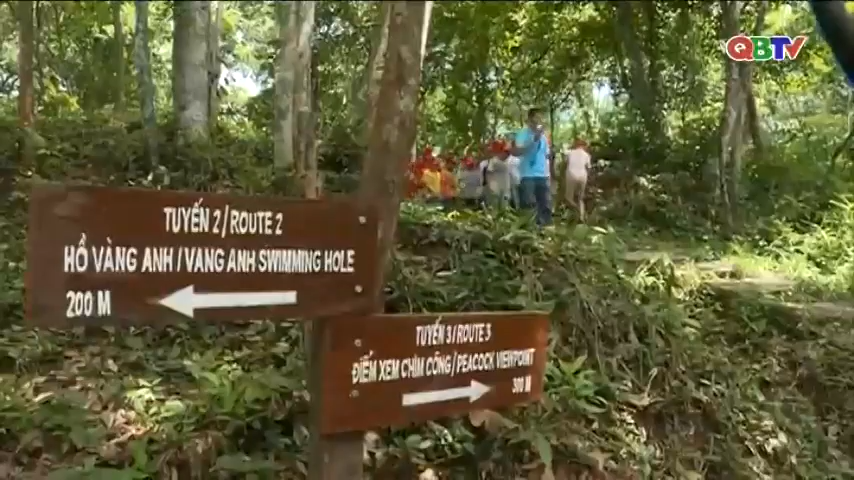 QBTV
TUYẾN 2/ROUTE 2
HỒ VÀNG ANH/VANG ANH SWIMMING HOLE
200 M
TUYẾN 3/ROUTE 3
ĐIỂM XEM CHIM CÔNG/PEACOCK VIEWPOINT
300 M